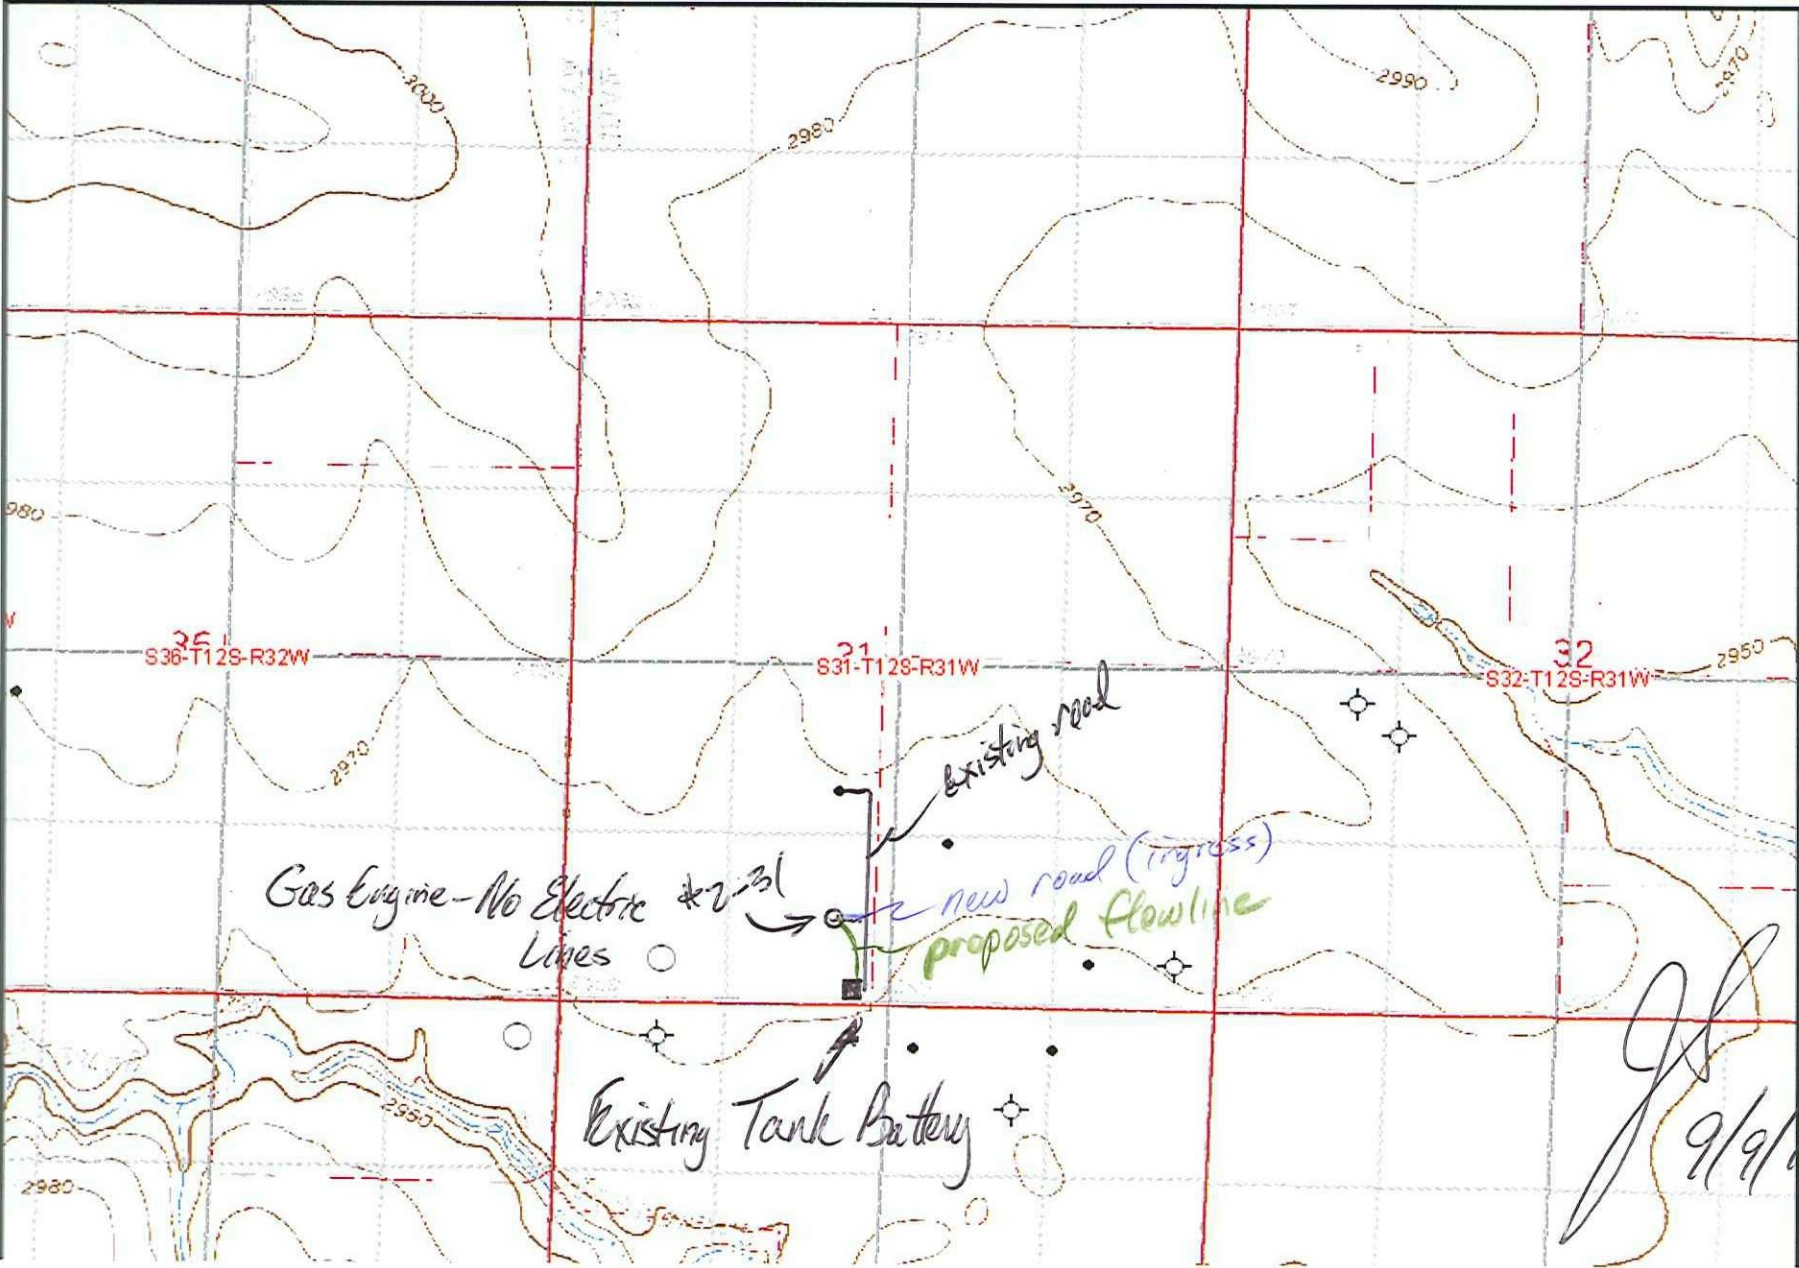 3000
2990
2970
2980
2970
980
36
S36-T12S-R32W
31
S31-T12S-R31W
32
S32-T12S-R31W
2950
existing road
2970
Gas Engine - No Electric #2-31
Lines
new road (ingress)
proposed flowline
Existing Tank Battery
2950
2980
9/9/1